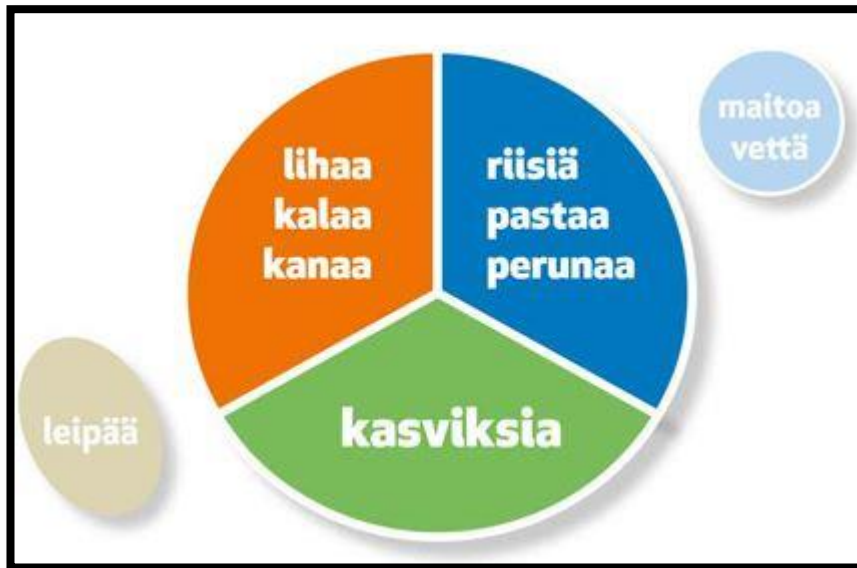 lihaa
kalaa
kanaa
riisiä
pastaa
perunaa
maitoa
vettä
leipää
kasviksia